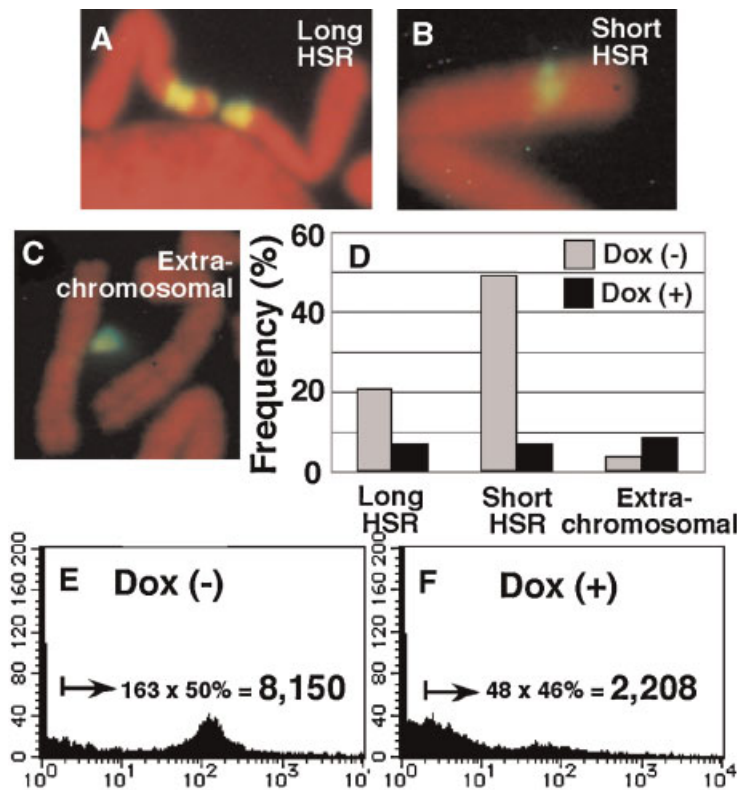 A
Long
HSR
B
Short
HSR
C
Extra-
chromosomal
D
Frequency (%)
60
40
20
0
Dox (-)
Dox (+)
Long
HSR
Short
HSR
Extra-
chromosomal
E
Dox (-)
200
160
120
80
40
0
163 x 50% = 8,150
10⁰
10¹
10²
10³
F
Dox (+)
200
160
120
80
40
0
48 x 46% = 2,208
10⁰
10¹
10²
10³
10⁴